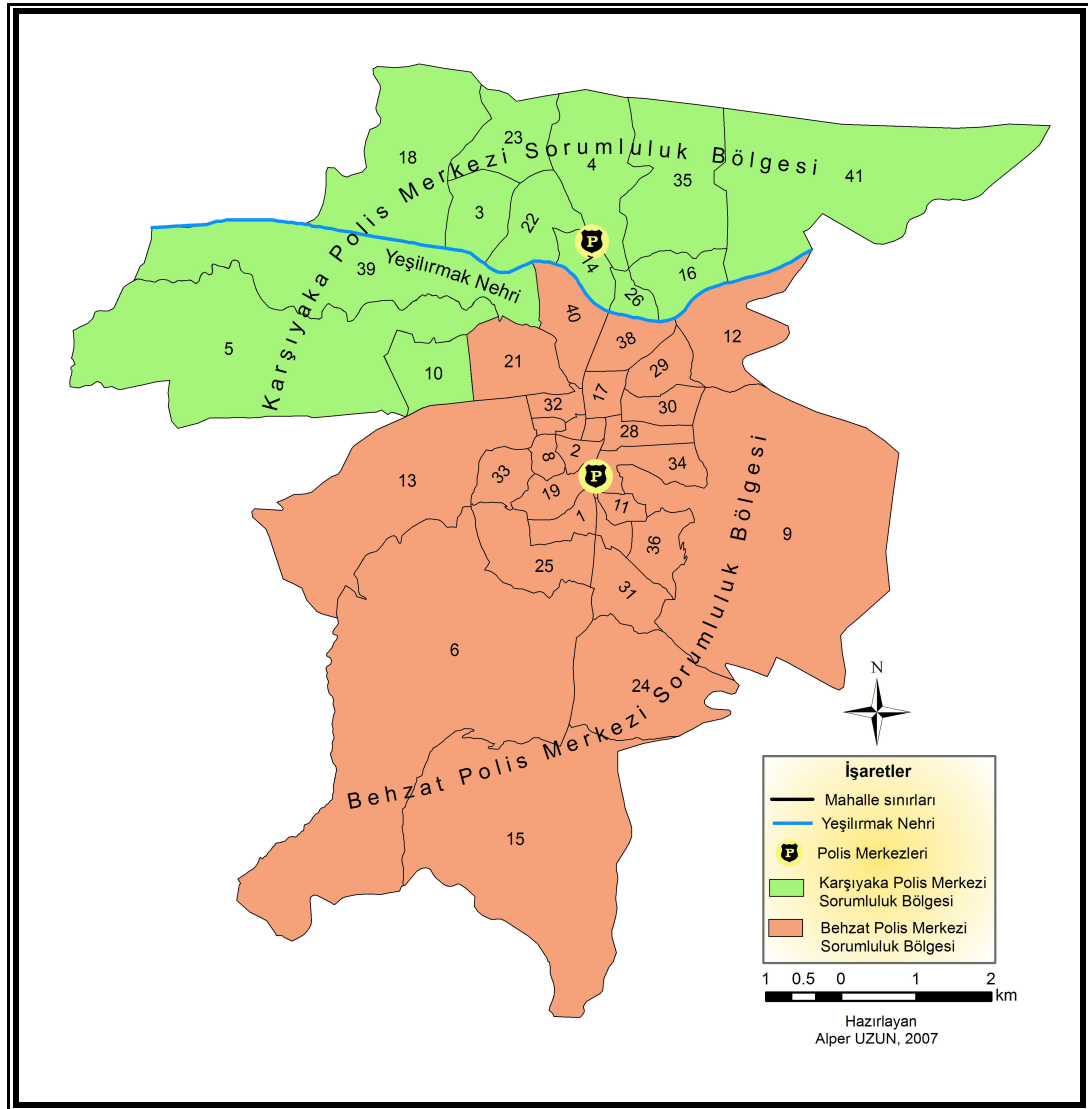 Karşıyaka Polis Merkezi Sorumluluk Bölgesi
18
23
4
35
41
3
22
P
14
16
26
39
Yeşilırmak Nehri
5
10
40
38
12
21
29
17
32
30
28
2
8
34
33
P
13
19
11
1
9
36
25
31
6
24
15
Behzat Polis Merkezi Sorumluluk Bölgesi
N
İşaretler
Mahalle sınırları
Yeşilırmak Nehri
P Polis Merkezleri
Karşıyaka Polis Merkezi
Sorumluluk Bölgesi
Behzat Polis Merkezi
Sorumluluk Bölgesi
1 0.5 0 1 2
km
Hazırlayan
Alper UZUN, 2007